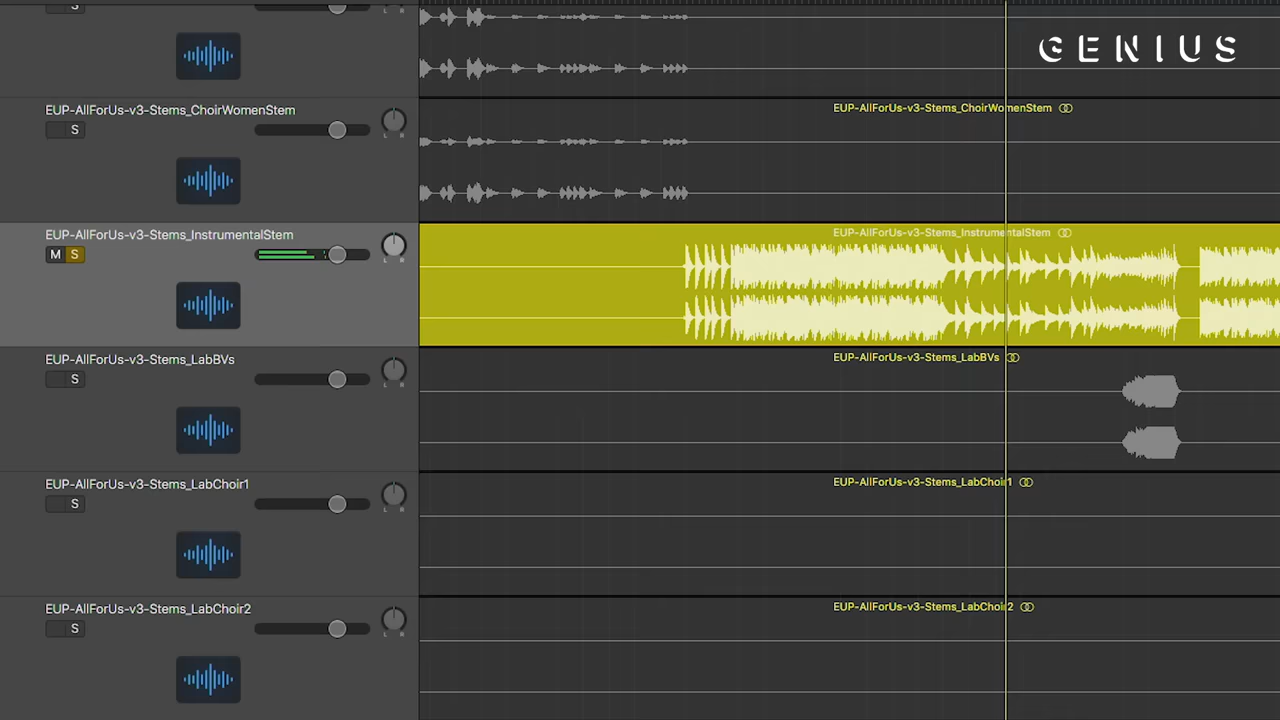 S
GENIUS
EUP-AllForUs-v3-Stems_ChoirWomenStem
EUP-AllForUs-v3-Stems_ChoirWomenStem
S
L R
EUP-AllForUs-v3-Stems_InstrumentalStem
EUP-AllForUs-v3-Stems_InstrumentalStem
M S
L R
EUP-AllForUs-v3-Stems_LabBVs
EUP-AllForUs-v3-Stems_LabBVs
S
L R
EUP-AllForUs-v3-Stems_LabChoir1
EUP-AllForUs-v3-Stems_LabChoir1
S
L R
EUP-AllForUs-v3-Stems_LabChoir2
EUP-AllForUs-v3-Stems_LabChoir2
S
L R